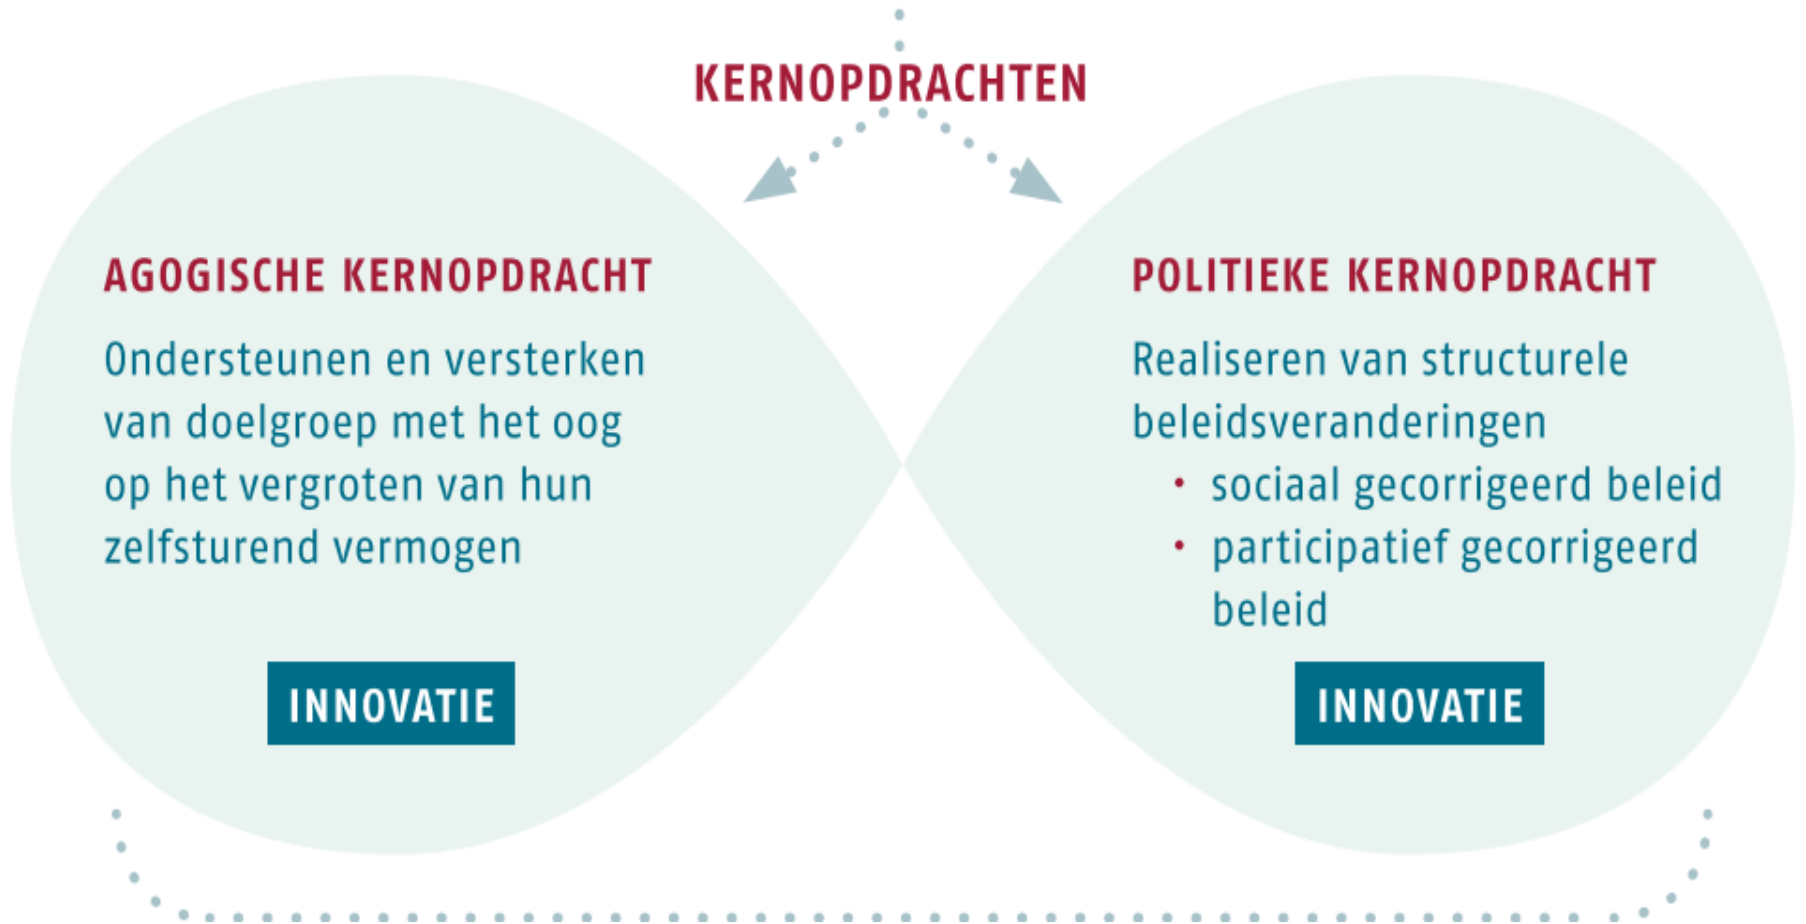 KERNOPDRACHTEN
AGOGISCHE KERNOPDRACHT
Ondersteunen en versterken
van doelgroep met het oog
op het vergroten van hun
zelfsturend vermogen
INNOVATIE
POLITIEKE KERNOPDRACHT
Realiseren van structurele
beleidsveranderingen
• sociaal gecorrigeerd beleid
• participatief gecorrigeerd
beleid
INNOVATIE